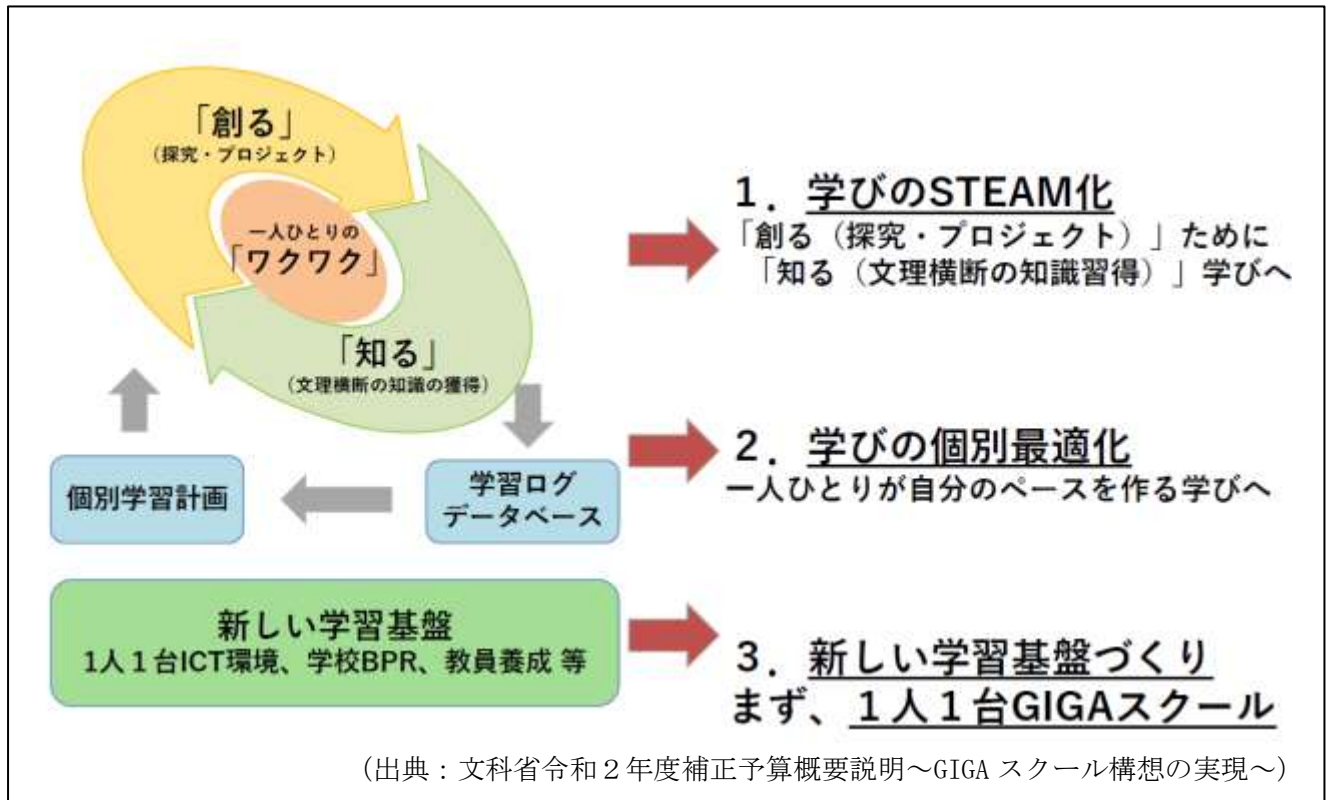 「創る」
(探究・プロジェクト)
一人ひとりの
「ワクワク」
「知る」
(文理横断の知識の獲得)
個別学習計画
学習ログ
データベース
新しい学習基盤
1人1台ICT環境、学校BPR、教員養成 等
1．学びのSTEAM化
「創る（探究・プロジェクト）」ために
「知る（文理横断の知識習得）」学びへ
2．学びの個別最適化
一人ひとりが自分のペースを作る学びへ
3．新しい学習基盤づくり
まず、1人1台GIGAスクール
（出典：文科省令和２年度補正予算概要説明～GIGA スクール構想の実現～）